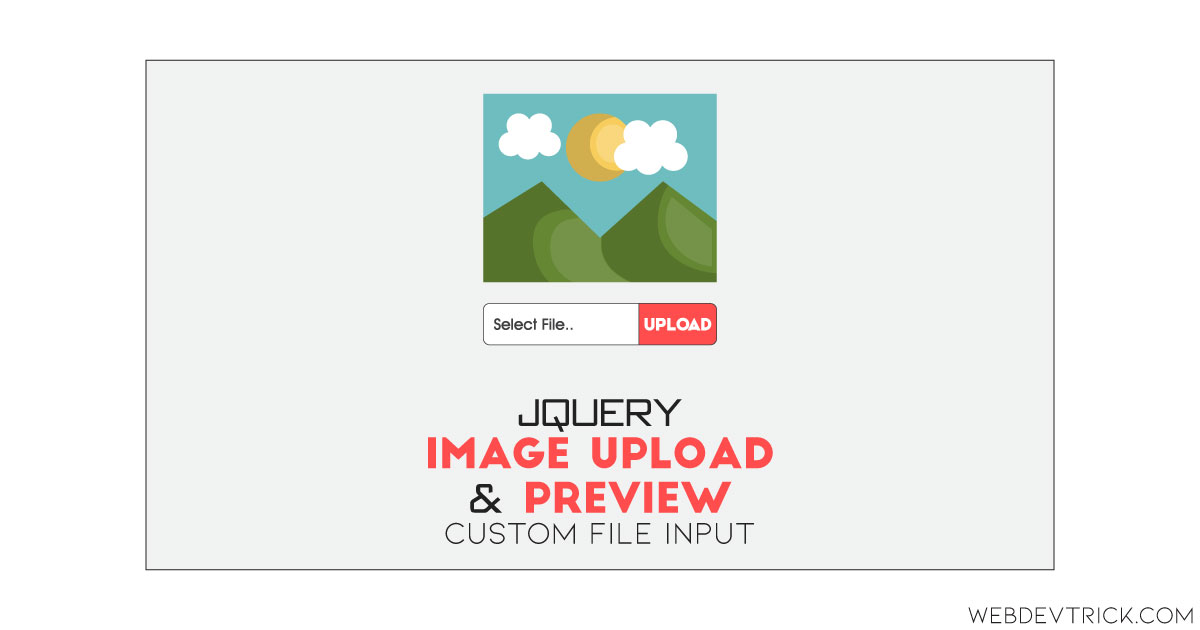 Select File..
UPLOAD
JQUERY
IMAGE UPLOAD
& PREVIEW
CUSTOM FILE INPUT
WEBDEVTRICK.COM